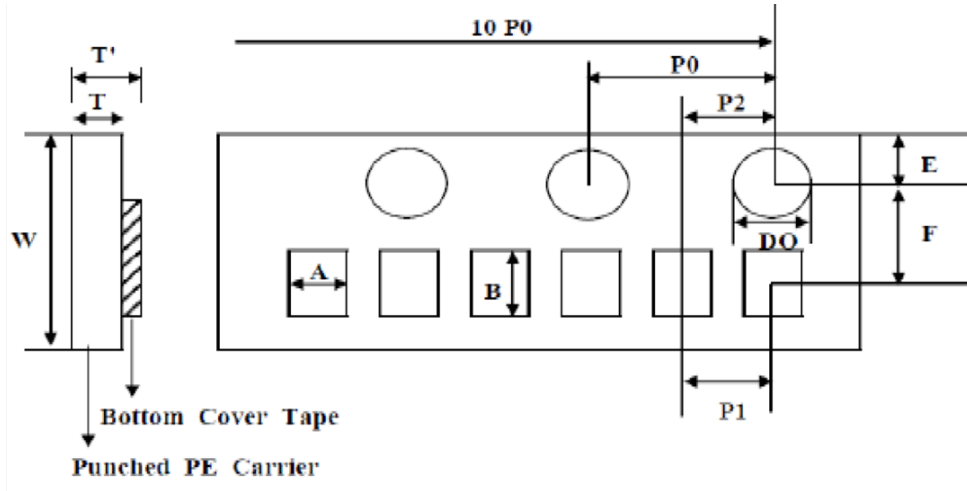 10 P0
T'
P0
T
P2
E
W
F
DO
A
B
P1
Bottom Cover Tape
Punched PE Carrier